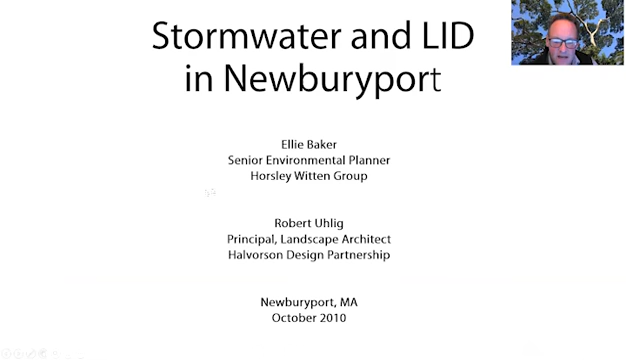 Stormwater and LID
in Newburyport
Ellie Baker
Senior Environmental Planner
Horsley Witten Group
Robert Uhlig
Principal, Landscape Architect
Halvorson Design Partnership
Newburyport, MA
October 2010